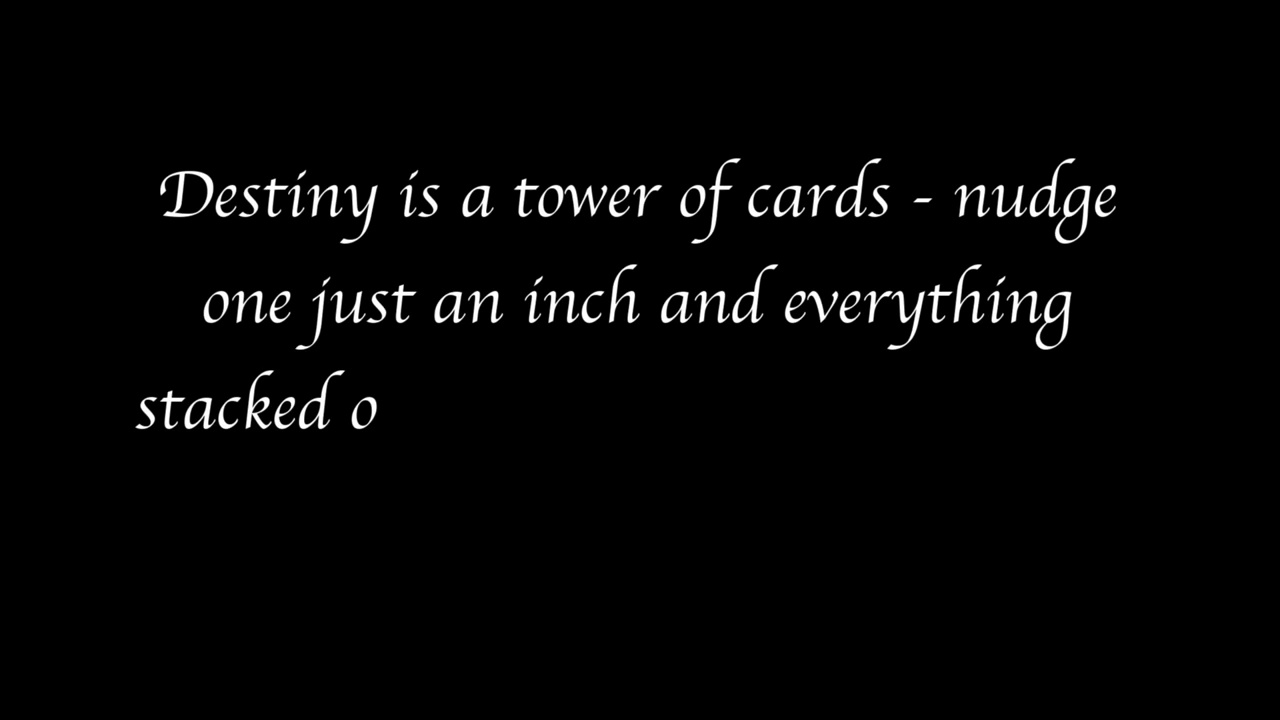 Destiny is a tower of cards - nudge
one just an inch and everything
stacked o